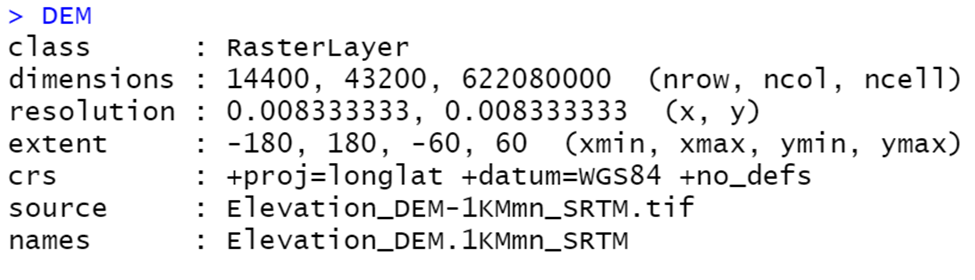 > DEM
class      : RasterLayer
dimensions : 14400, 43200, 622080000  (nrow, ncol, ncell)
resolution : 0.008333333, 0.008333333  (x, y)
extent     : -180, 180, -60, 60  (xmin, xmax, ymin, ymax)
crs        : +proj=longlat +datum=WGS84 +no_defs
source     : Elevation_DEM-1KMmn_SRTM.tif
names      : Elevation_DEM.1KMmn_SRTM